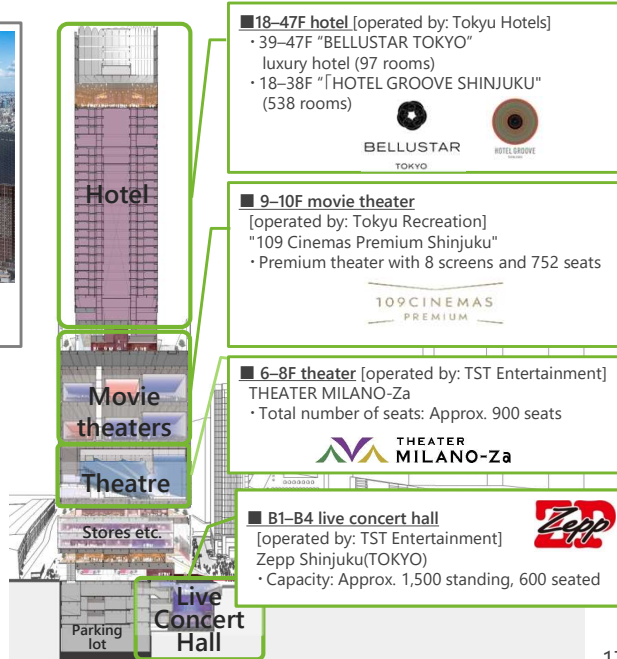 ■18–47F hotel [operated by: Tokyu Hotels]
・39–47F “BELLUSTAR TOKYO”
luxury hotel (97 rooms)
・18–38F “｢HOTEL GROOVE SHINJUKU"
(538 rooms)
BELLUSTAR
TOKYO
HOTEL GROOVE
Hotel
■ 9–10F movie theater
[operated by: Tokyu Recreation]
"109 Cinemas Premium Shinjuku"
・Premium theater with 8 screens and 752 seats
109CINEMAS
PREMIUM
Movie
theaters
■ 6–8F theater [operated by: TST Entertainment]
THEATER MILANO-Za
・Total number of seats: Approx. 900 seats
THEATER
MILANO-Za
Theatre
Stores etc.
■ B1–B4 live concert hall
[operated by: TST Entertainment]
Zepp Shinjuku(TOKYO)
・Capacity: Approx. 1,500 standing, 600 seated
Zepp
Live
Concert
Hall
Parking
lot